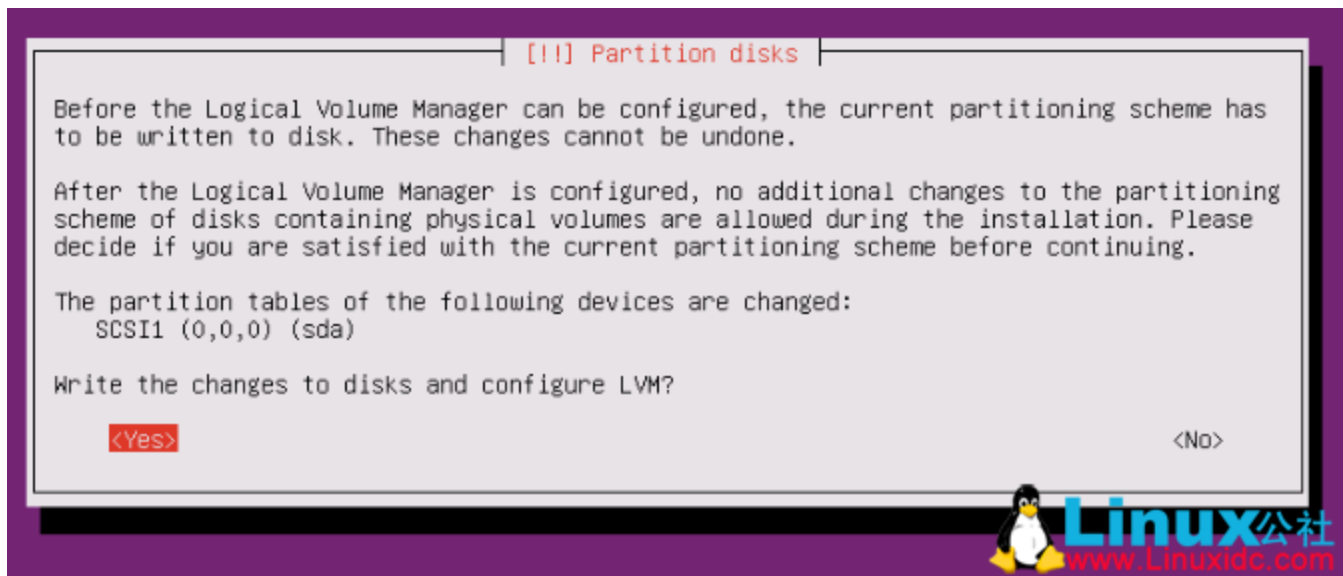 [!!] Partition disks
Before the Logical Volume Manager can be configured, the current partitioning scheme has
to be written to disk. These changes cannot be undone.
After the Logical Volume Manager is configured, no additional changes to the partitioning
scheme of disks containing physical volumes are allowed during the installation. Please
decide if you are satisfied with the current partitioning scheme before continuing.
The partition tables of the following devices are changed:
SCSI1 (0,0,0) (sda)
Write the changes to disks and configure LVM?
<Yes> <No>
Linux公社
www.Linuxidc.com